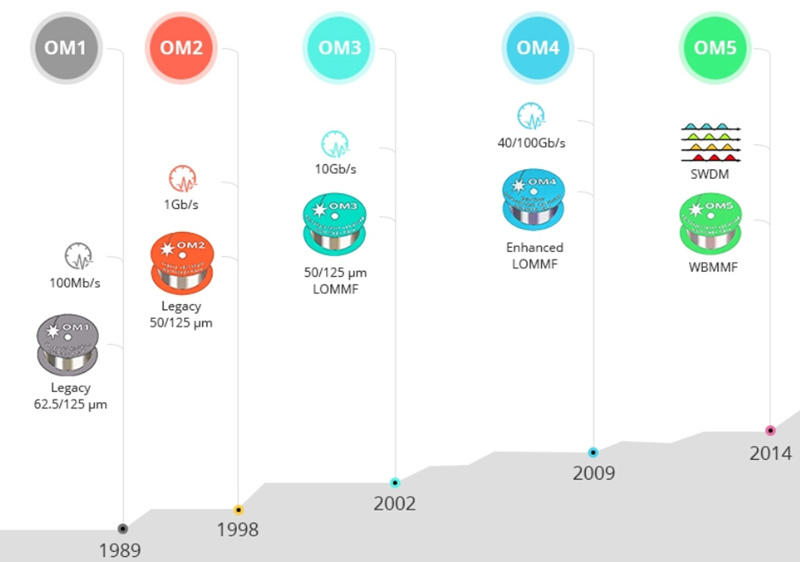 OM1
OM2
OM3
OM4
OM5
100Mb/s
OM1
Legacy
62.5/125 µm
1989
1Gb/s
OM2
Legacy
50/125 µm
1998
10Gb/s
OM3
50/125 µm
LOMMF
2002
40/100Gb/s
OM4
Enhanced
LOMMF
2009
SWDM
OM5
WBMMF
2014